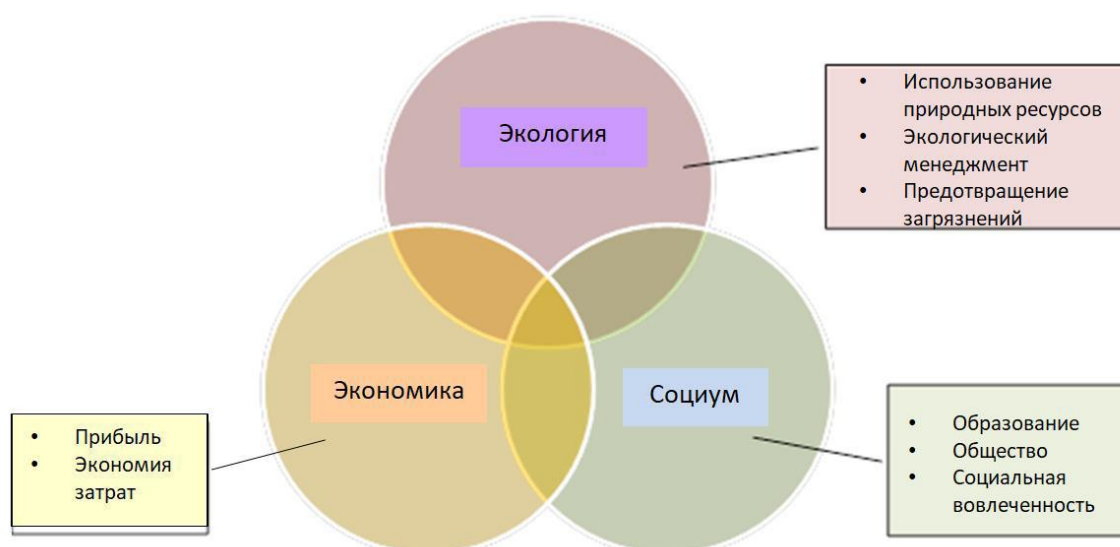 Экология
• Использование
природных ресурсов
• Экологический
менеджмент
• Предотвращение
загрязнений
Экономика
Социум
• Прибыль
• Экономия
затрат
• Образование
• Общество
• Социальная
вовлеченность